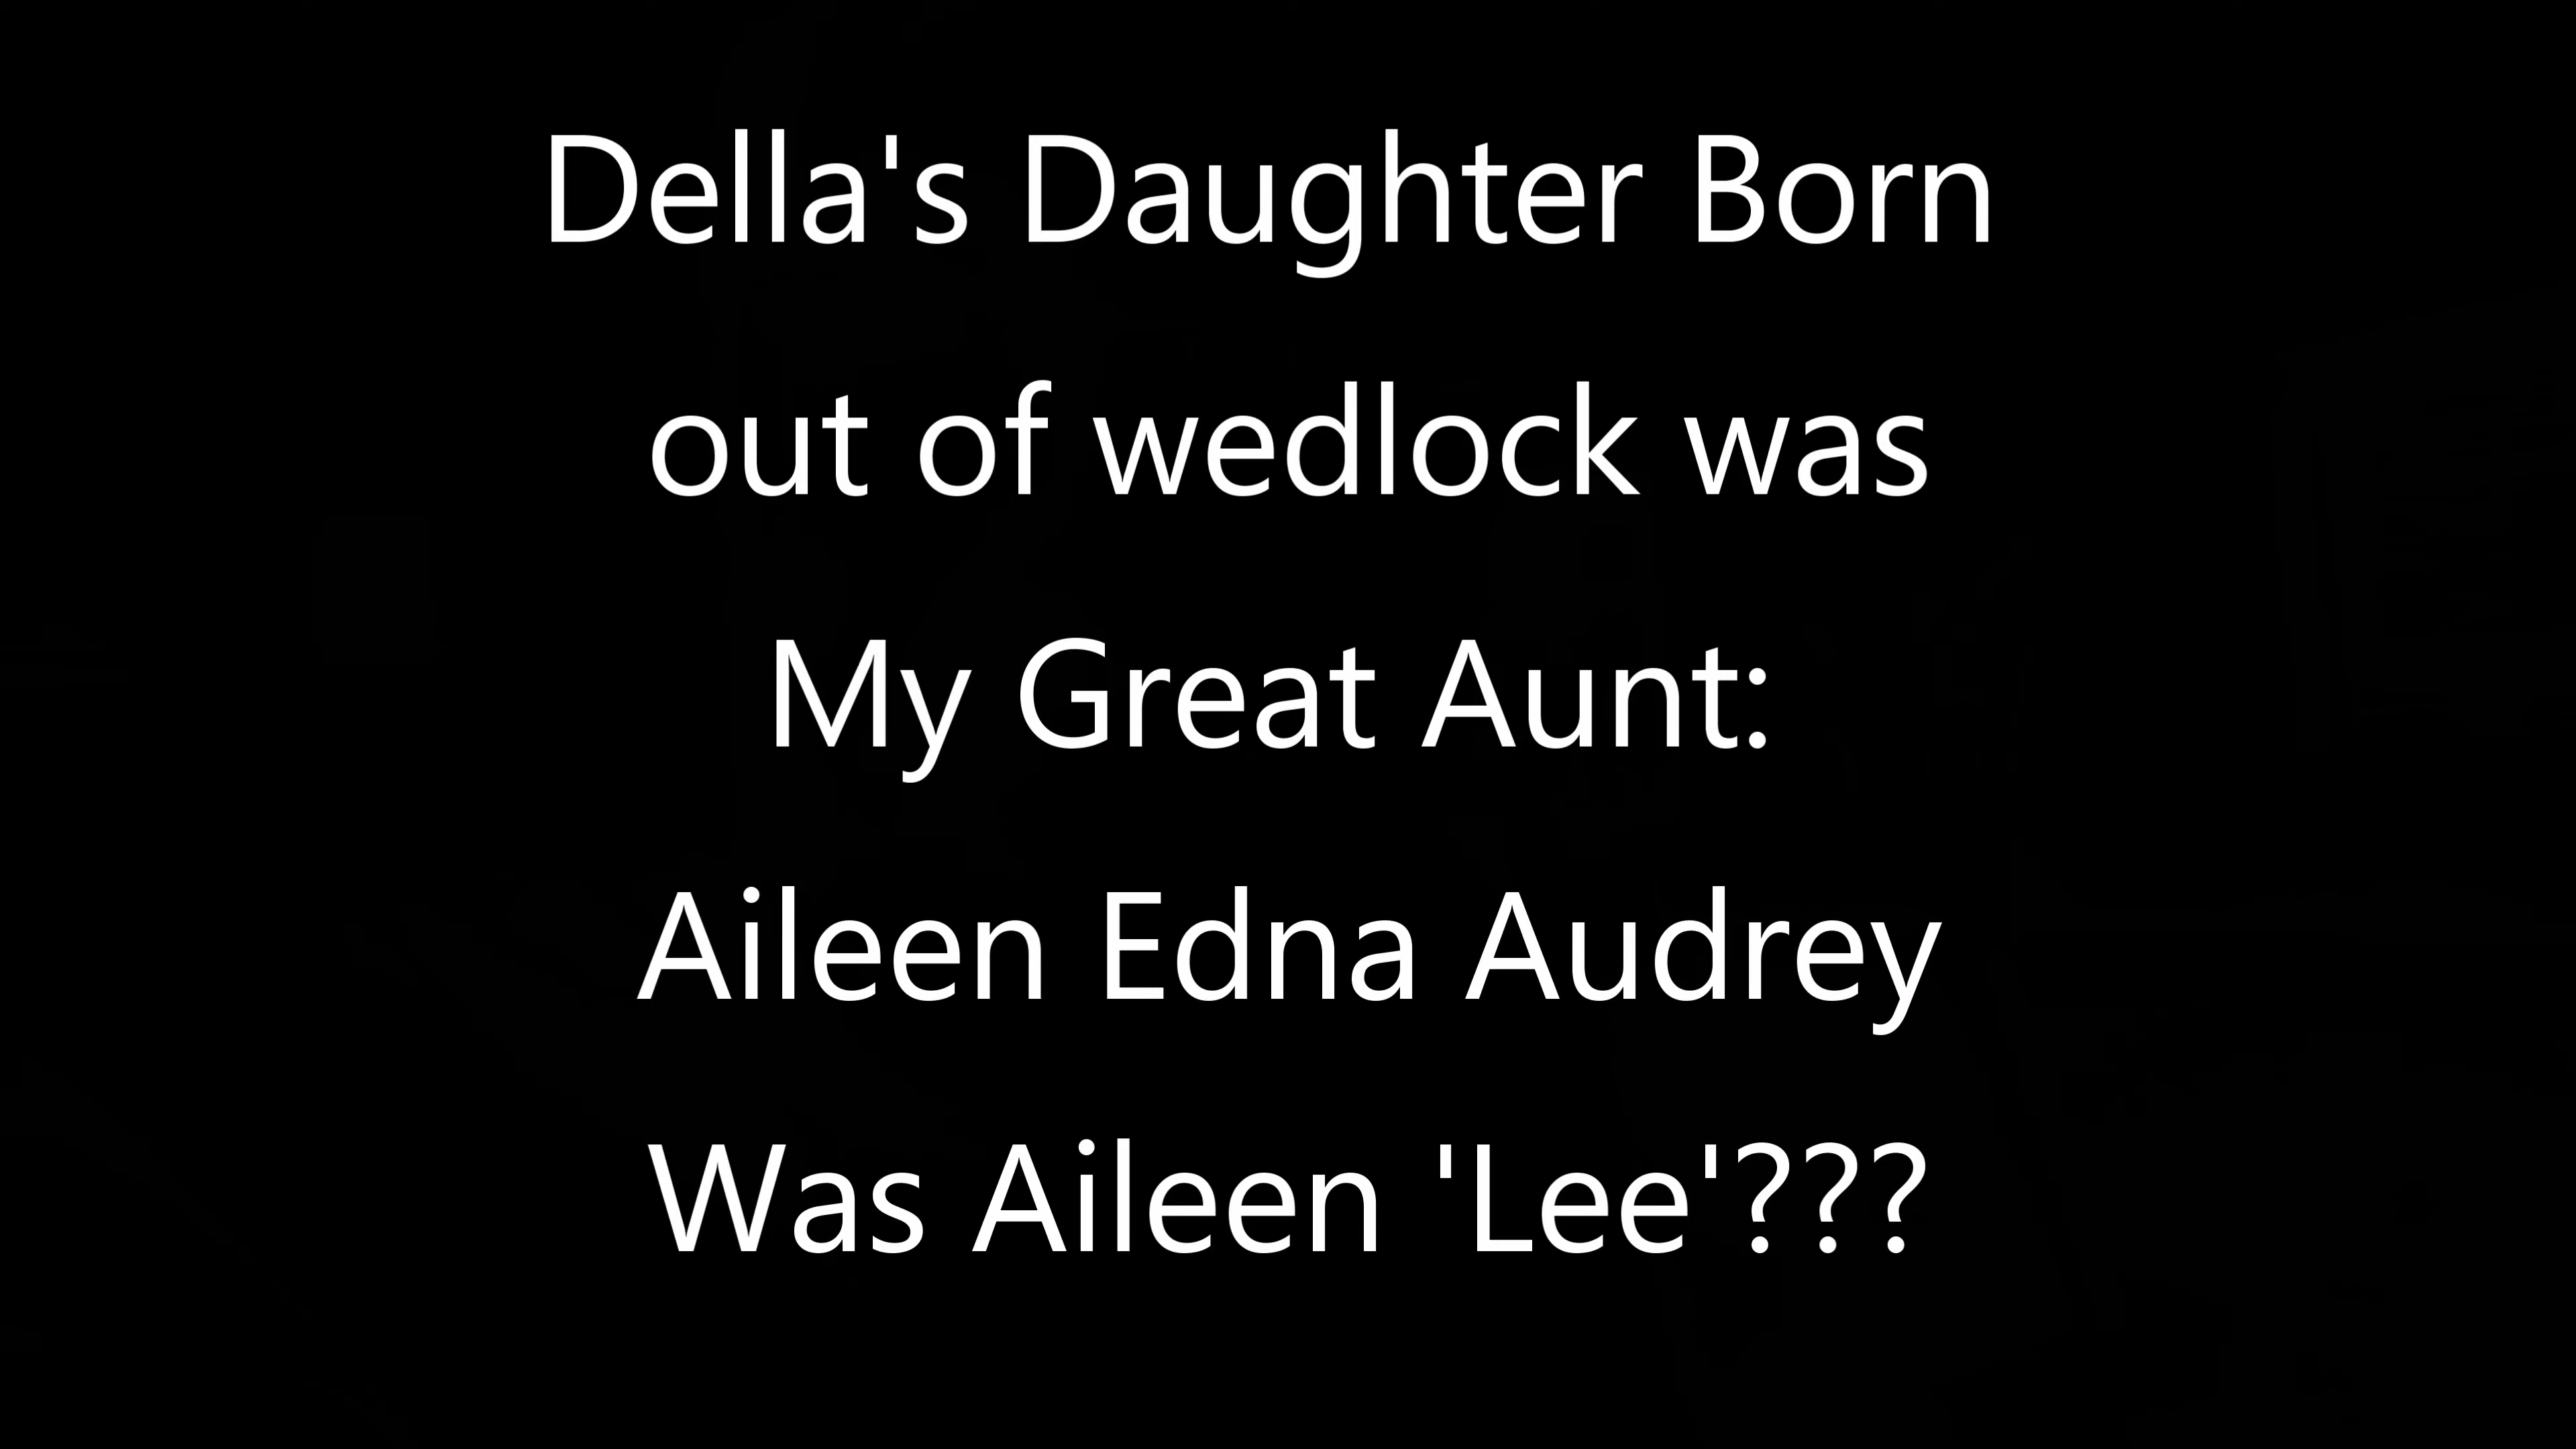 Della's Daughter Born
out of wedlock was
My Great Aunt:
Aileen Edna Audrey
Was Aileen 'Lee'???